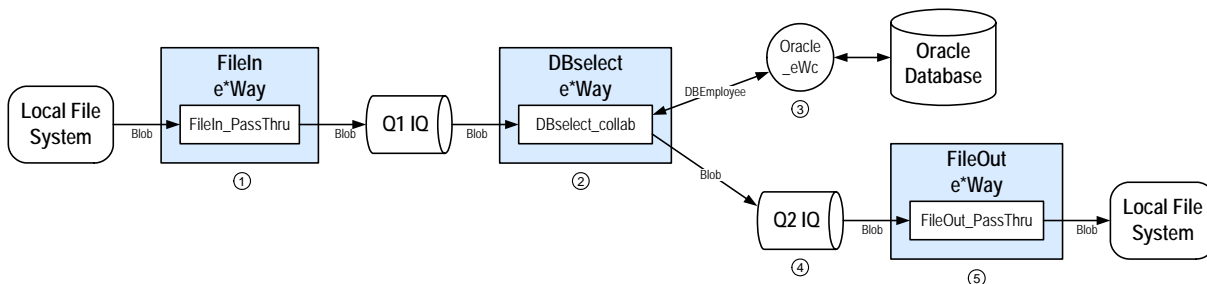 Local File
System
Blob
FileIn
e*Way
FileIn_PassThru
①
Blob
Q1 IQ
Blob
DBselect
e*Way
DBselect_collab
②
DBEmployee
Oracle
_eWc
③
Oracle
Database
Blob
Q2 IQ
④
Blob
FileOut
e*Way
FileOut_PassThru
⑤
Blob
Local File
System